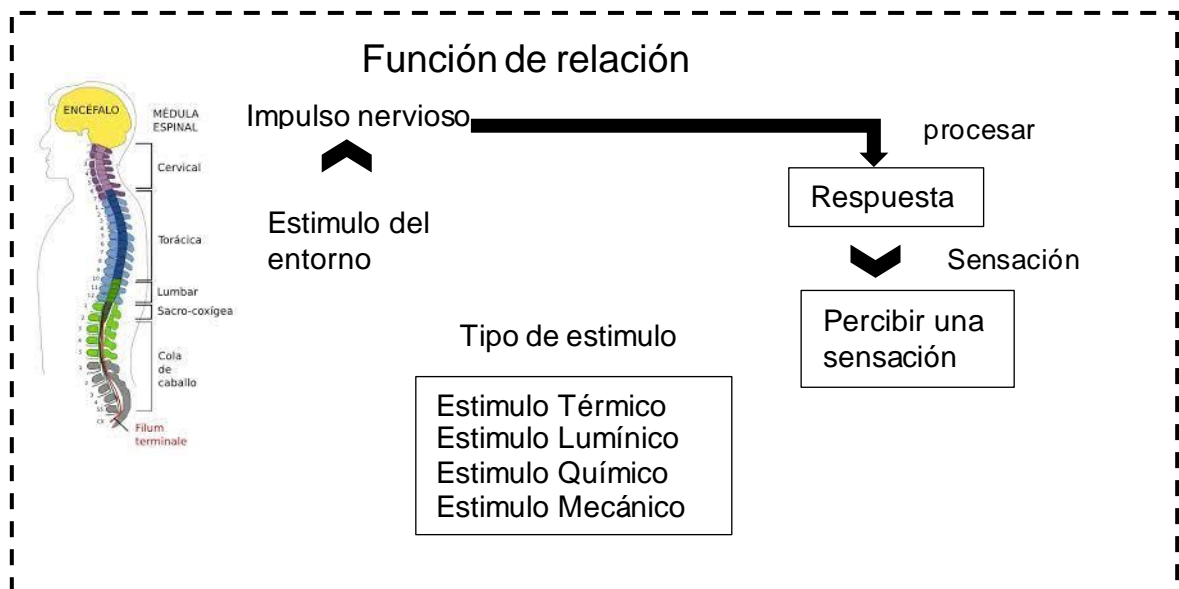 Función de relación
ENCÉFALO
MÉDULA
ESPINAL
Cervical
Torácica
Lumbar
Sacro-coxígea
Cola
de
caballo
Filum
terminale
Impulso nervioso
procesar
Estimulo del
entorno
Respuesta
Sensación
Percibir una
sensación
Tipo de estimulo
Estimulo Térmico
Estimulo Lumínico
Estimulo Químico
Estimulo Mecánico